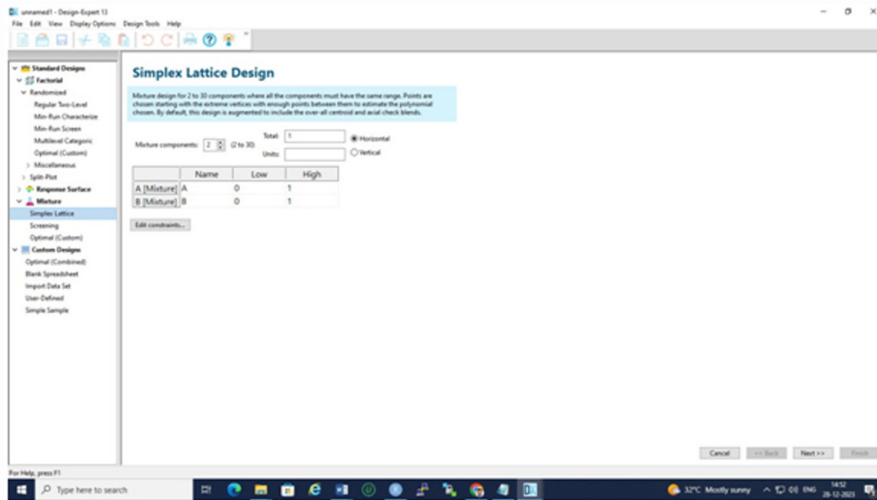 unnamed1 - Design-Expert 13
File Edit View Display Options Design Tools Help
Standard Designs
Factorial
Randomized
Regular Two-Level
Min-Run Characterize
Min-Run Screen
Multilevel Categoric
Optimal (Custom)
Miscellaneous
Split-Plot
Response Surface
Mixture
Simplex Lattice
Screening
Optimal (Custom)
Custom Designs
Optimal (Combined)
Blank Spreadsheet
Import Data Set
User-Defined
Simple Sample
Simplex Lattice Design
Mixture design for 2 to 30 components where all the components must have the same range. Points are
chosen starting with the extreme vertices with enough points between them to estimate the polynomial
chosen. By default, this design is augmented to include the over-all centroid and axial check blends.
Mixture components: 2 (2 to 30)
Total: 1
Units:
Horizontal
Vertical
Name Low High
A [Mixture] A 0 1
B [Mixture] B 0 1
Edit constraints...
Cancel << Back Next >> Finish
For Help, press F1
Type here to search
32°C Mostly sunny
ENG
14:52
28-12-2023